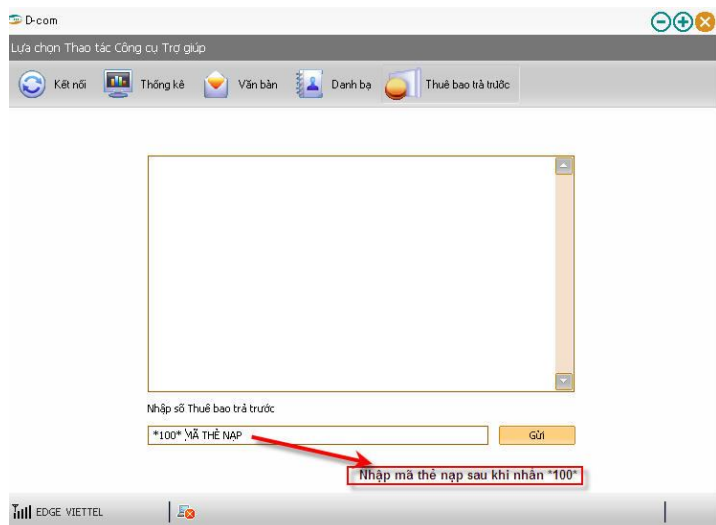 D-com
Lựa chọn Thao tác Công cụ Trợ giúp
Kết nối Thống kê Văn bản Danh bạ Thuê bao trả trước
Nhập số Thuê bao trả trước
*100* MÃ THẺ NẠP Gửi
Nhập mã thẻ nạp sau khi nhấn *100*
EDGE VIETTEL